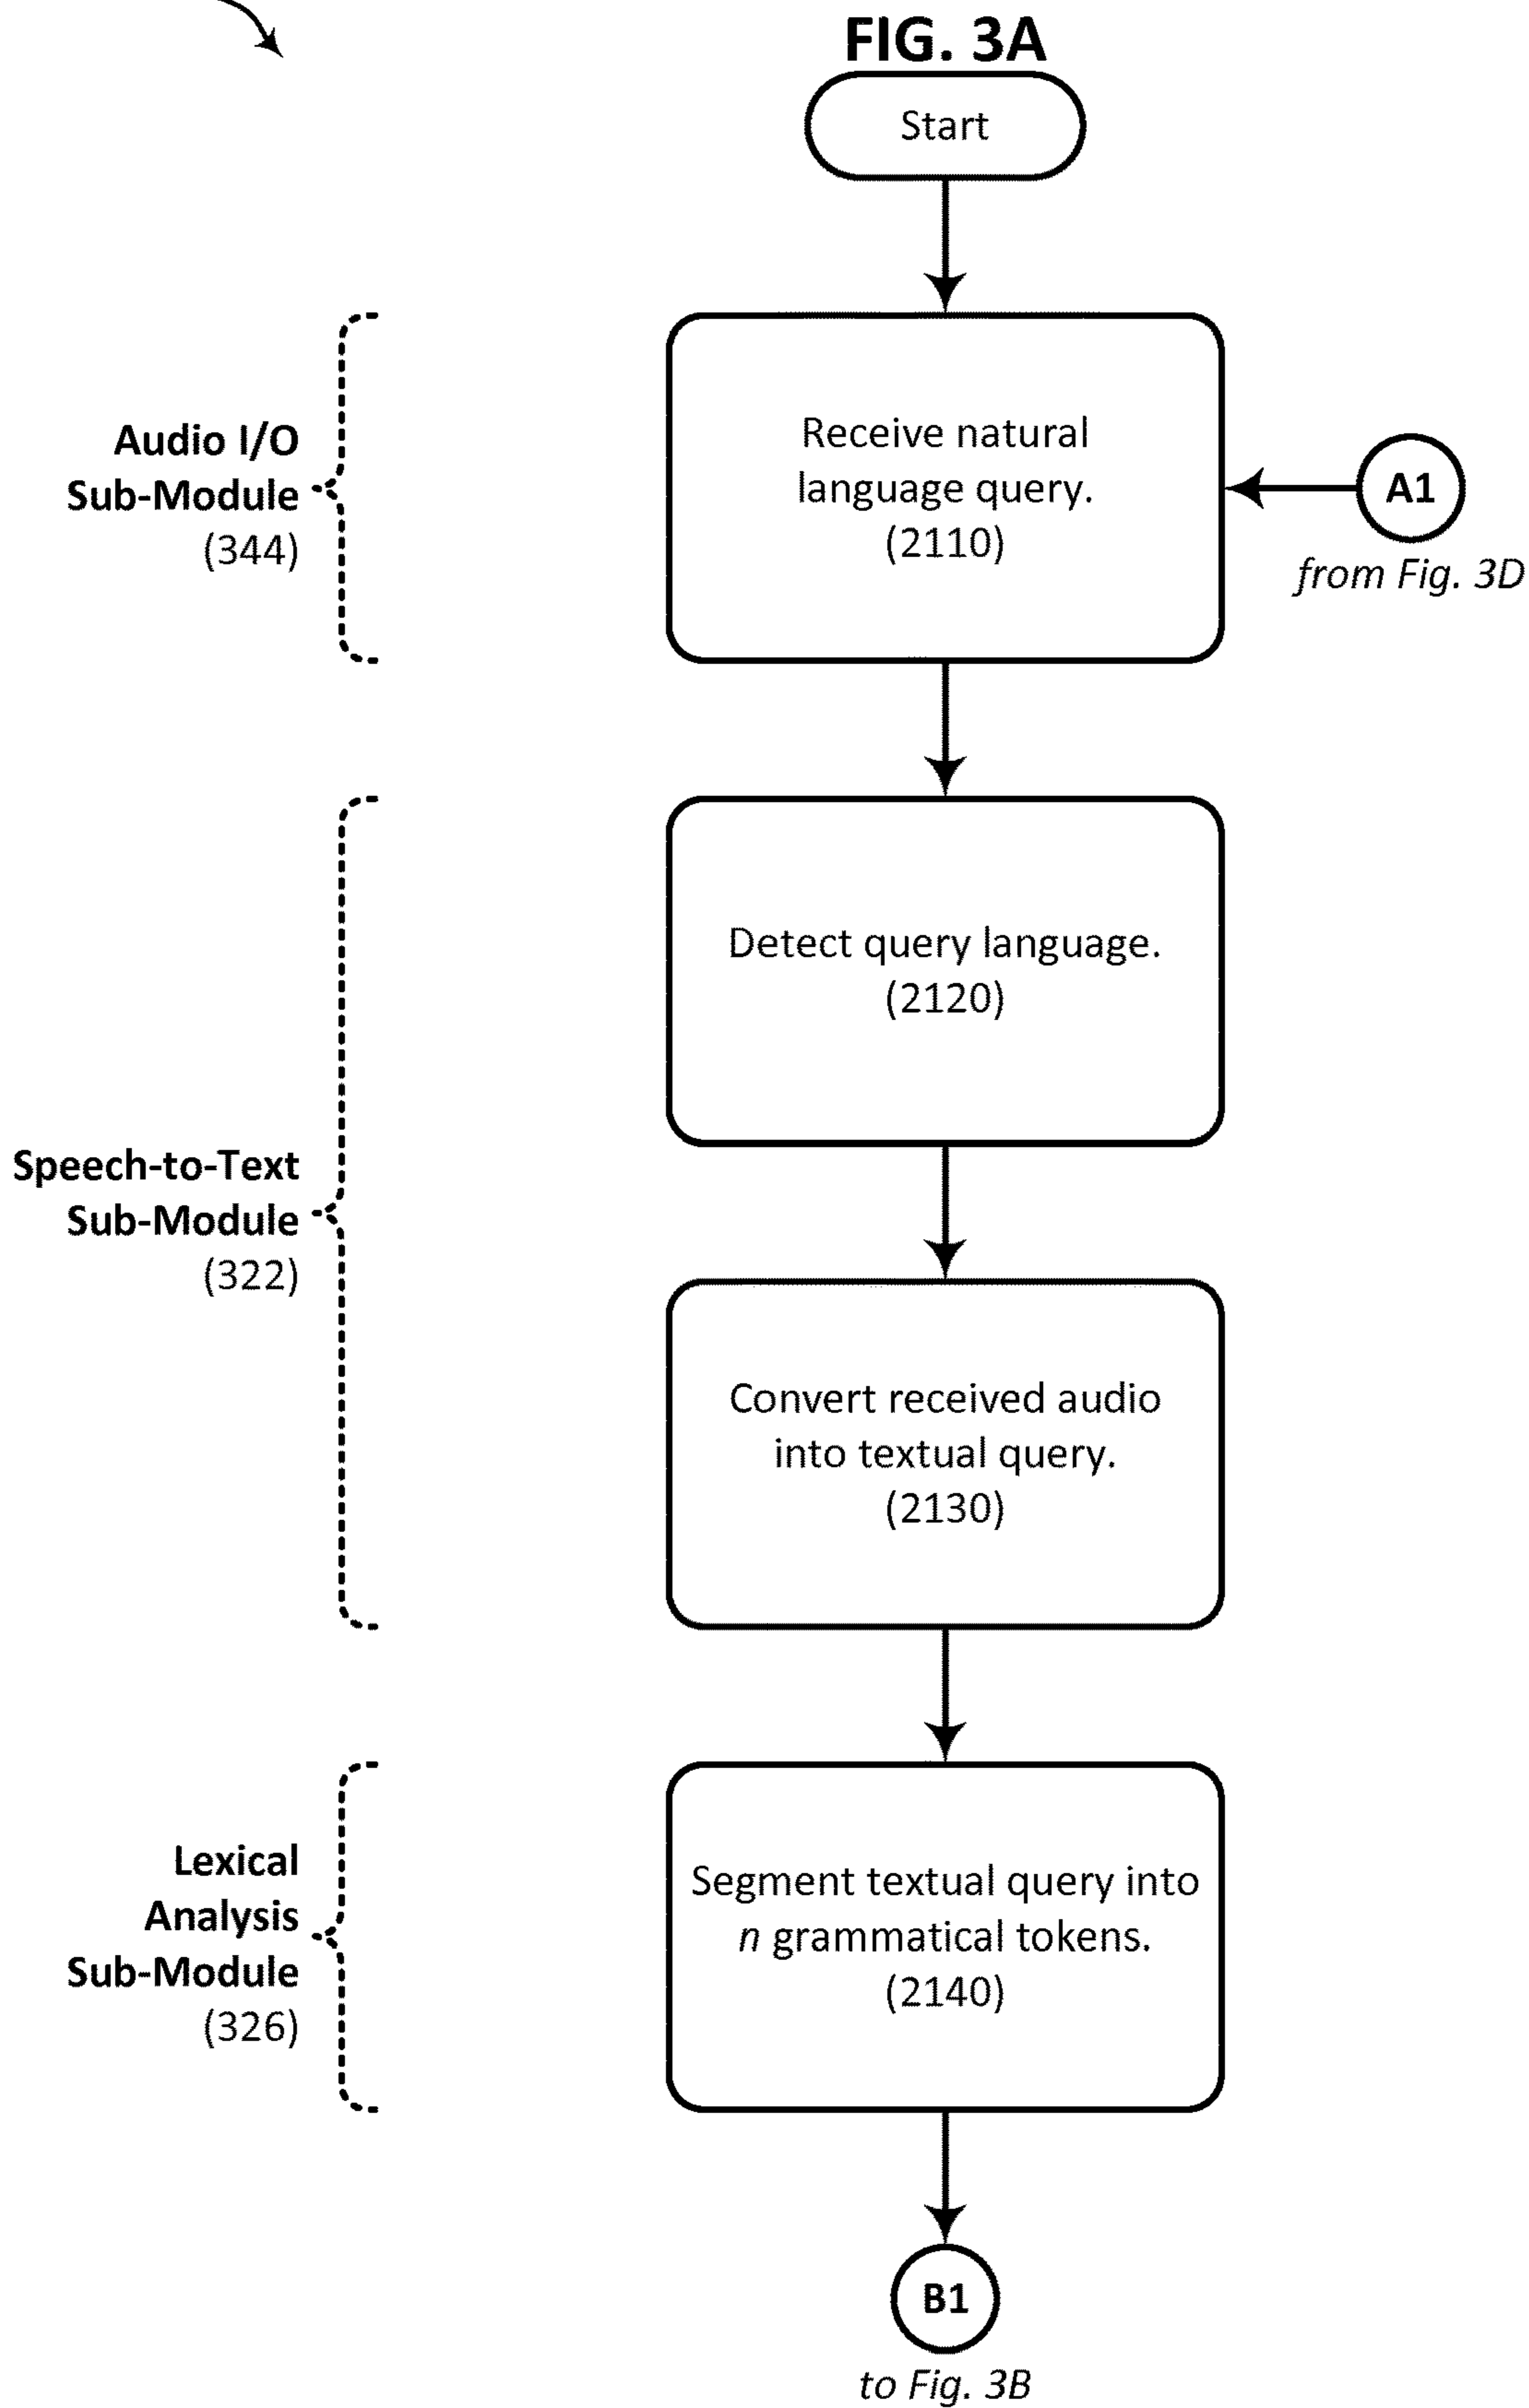 FIG. 3A
Start
Audio I/O
Sub-Module
(344)
Receive natural
language query.
(2110)
A1
from Fig. 3D
Detect query language.
(2120)
Speech-to-Text
Sub-Module
(322)
Convert received audio
into textual query.
(2130)
Lexical
Analysis
Sub-Module
(326)
Segment textual query into
n grammatical tokens.
(2140)
B1
to Fig. 3B